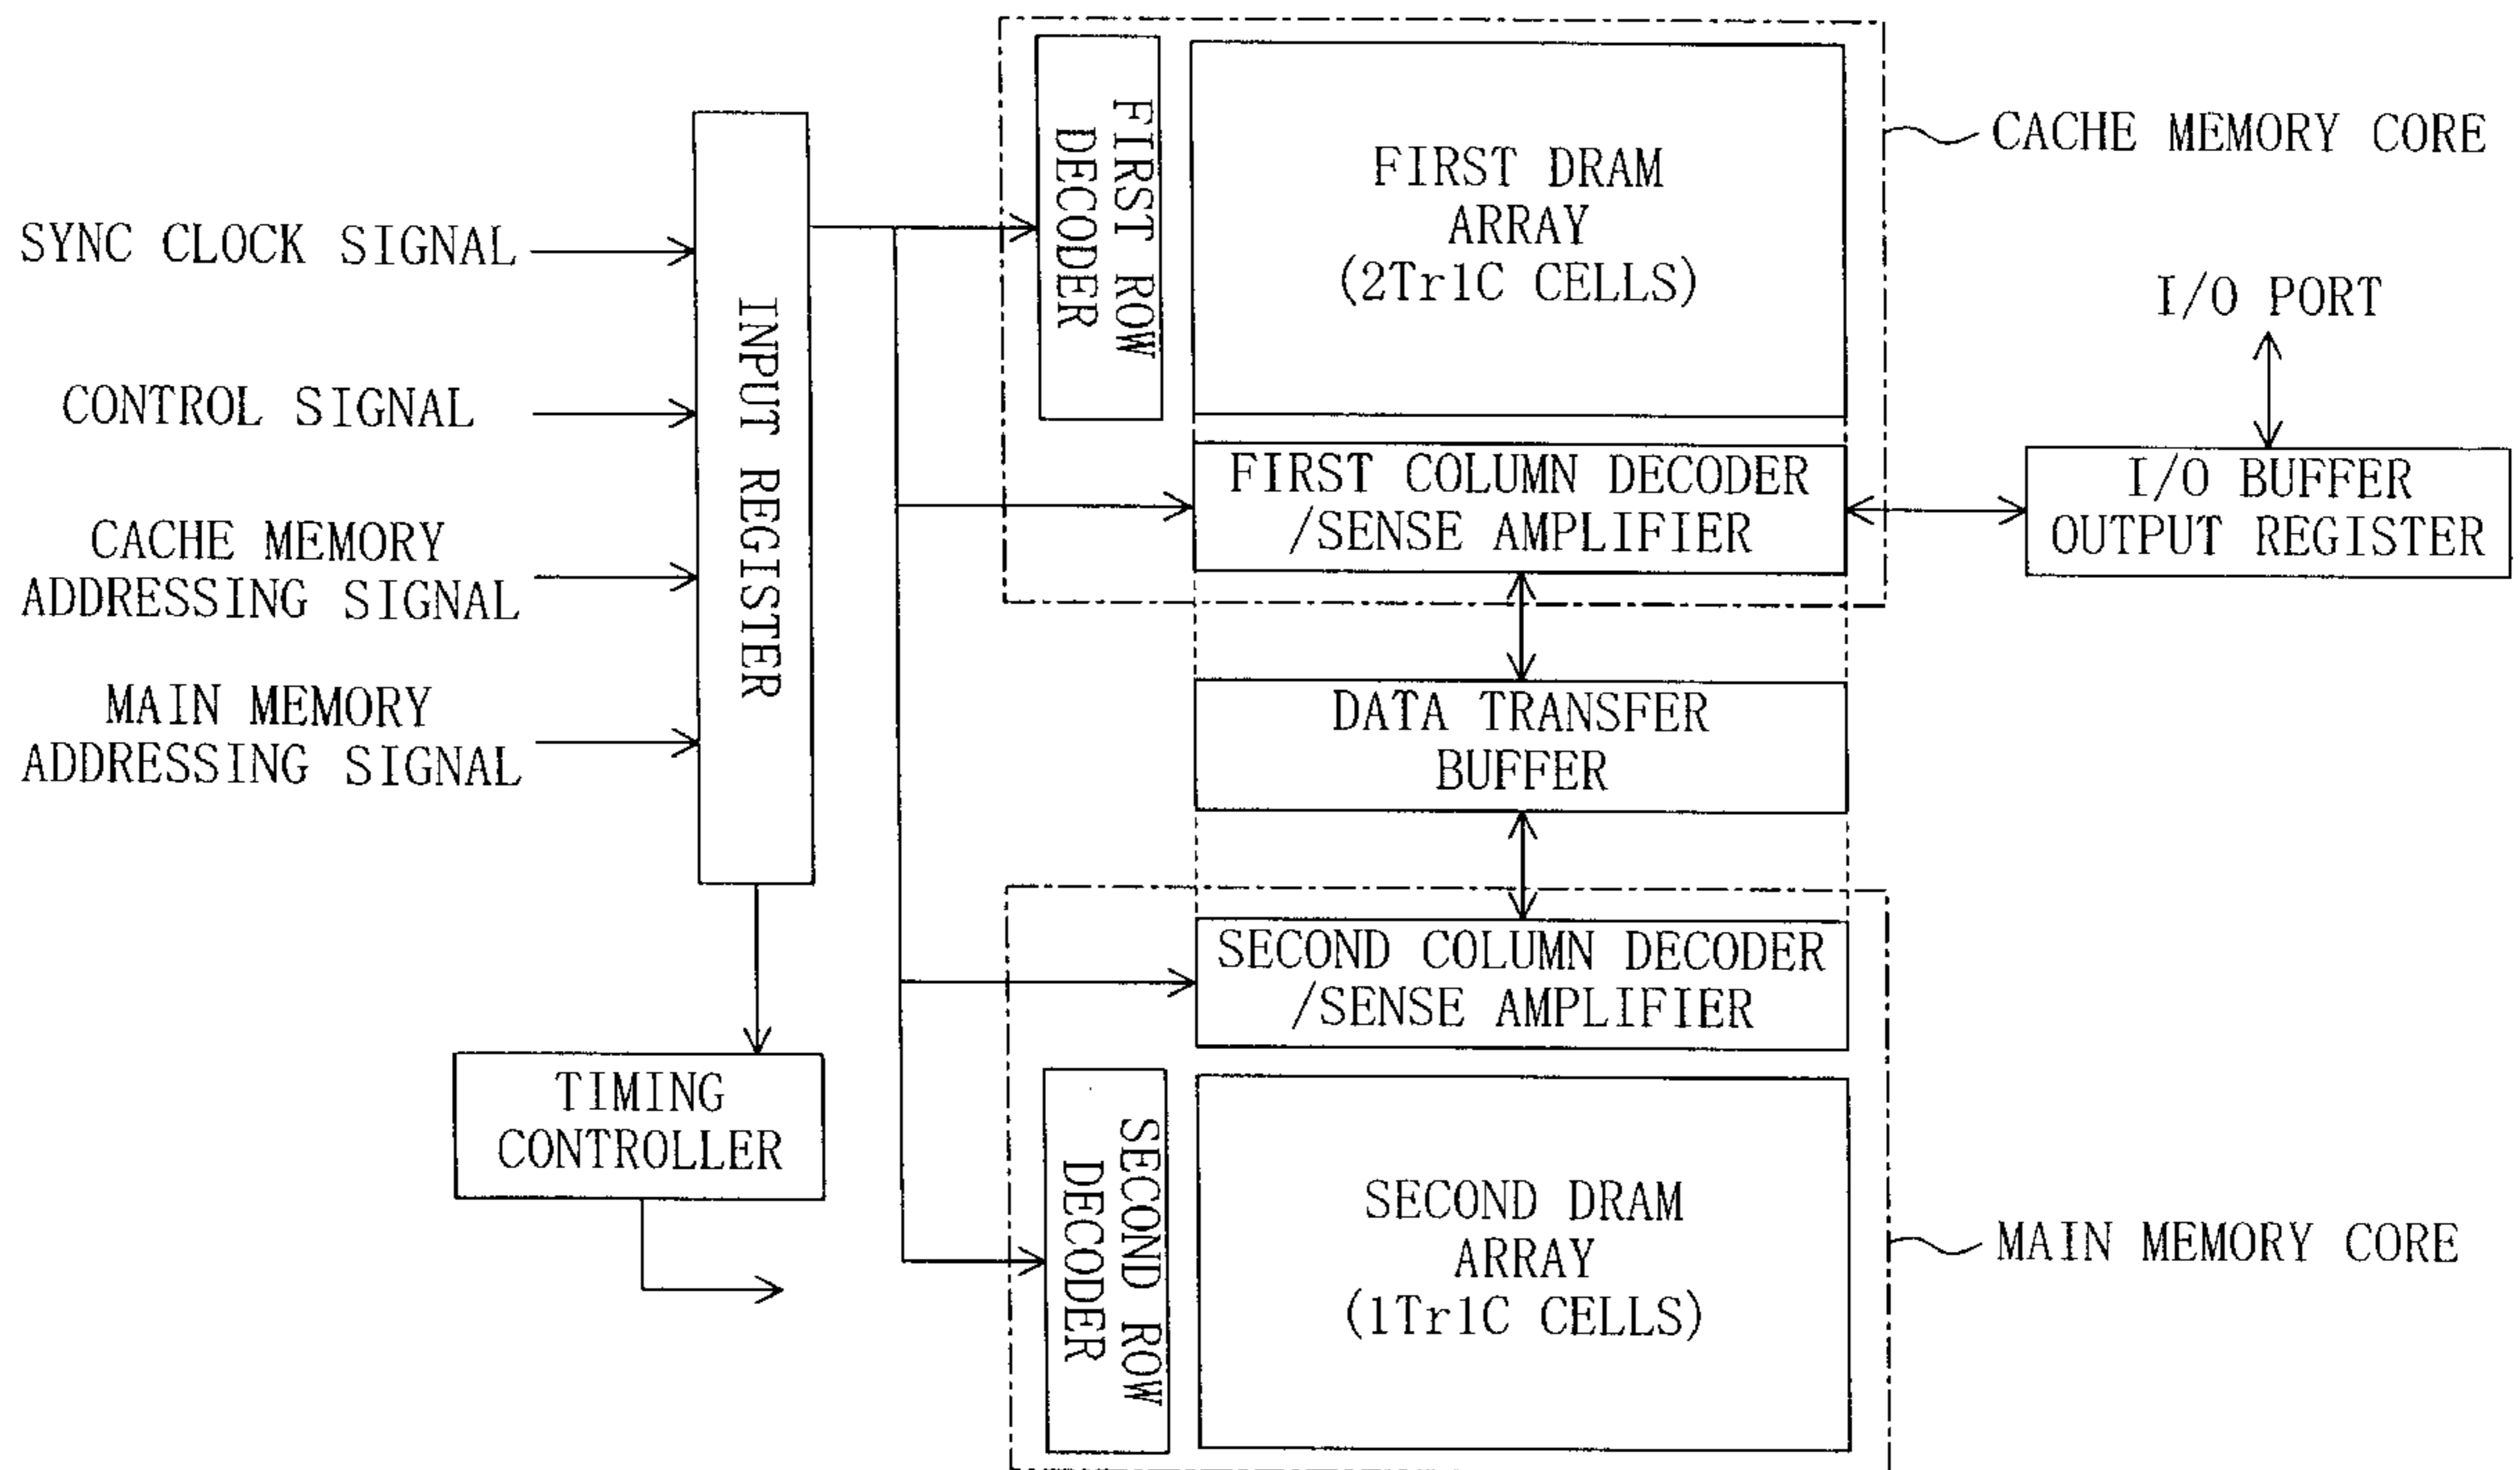 SYNC CLOCK SIGNAL
CONTROL SIGNAL
CACHE MEMORY
ADDRESSING SIGNAL
MAIN MEMORY
ADDRESSING SIGNAL
INPUT REGISTER
TIMING
CONTROLLER
FIRST ROW
DECODER
FIRST DRAM
ARRAY
(2Tr1C CELLS)
FIRST COLUMN DECODER
/SENSE AMPLIFIER
CACHE MEMORY CORE
I/O PORT
I/O BUFFER
OUTPUT REGISTER
DATA TRANSFER
BUFFER
SECOND COLUMN DECODER
/SENSE AMPLIFIER
SECOND ROW
DECODER
SECOND DRAM
ARRAY
(1Tr1C CELLS)
MAIN MEMORY CORE